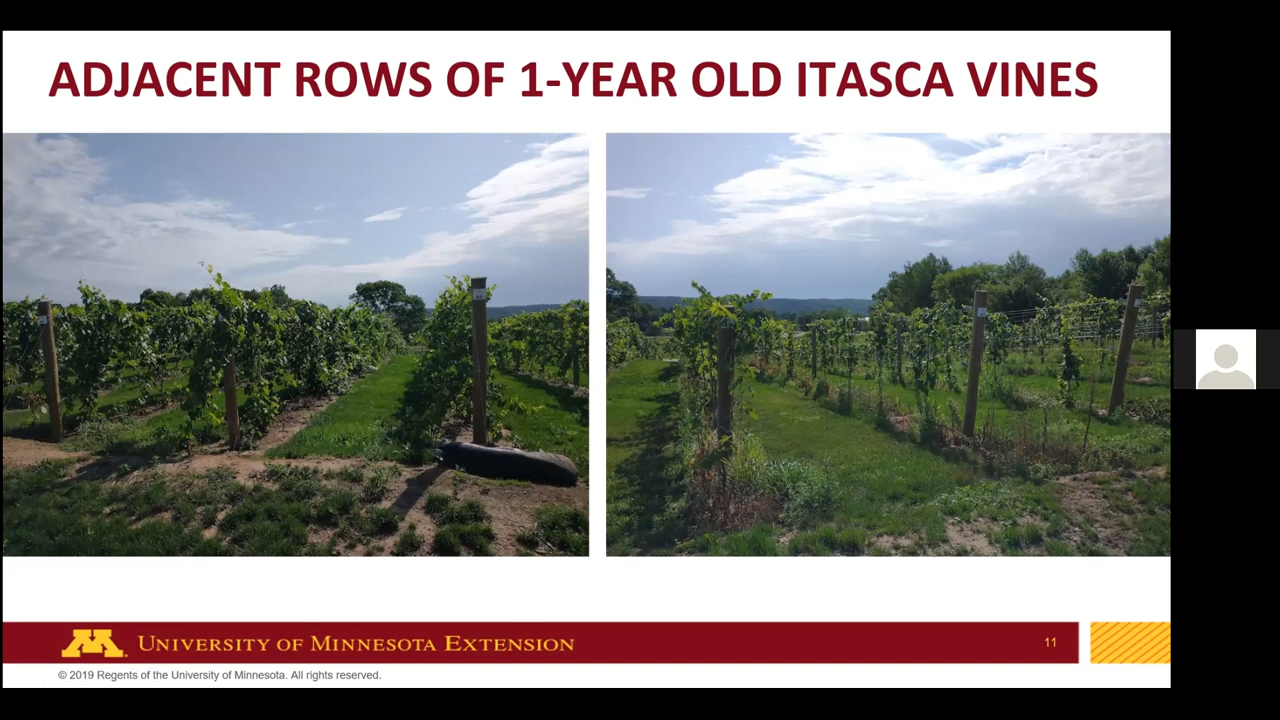 ADJACENT ROWS OF 1-YEAR OLD ITASCA VINES
UNIVERSITY OF MINNESOTA EXTENSION
11
© 2019 Regents of the University of Minnesota. All rights reserved.